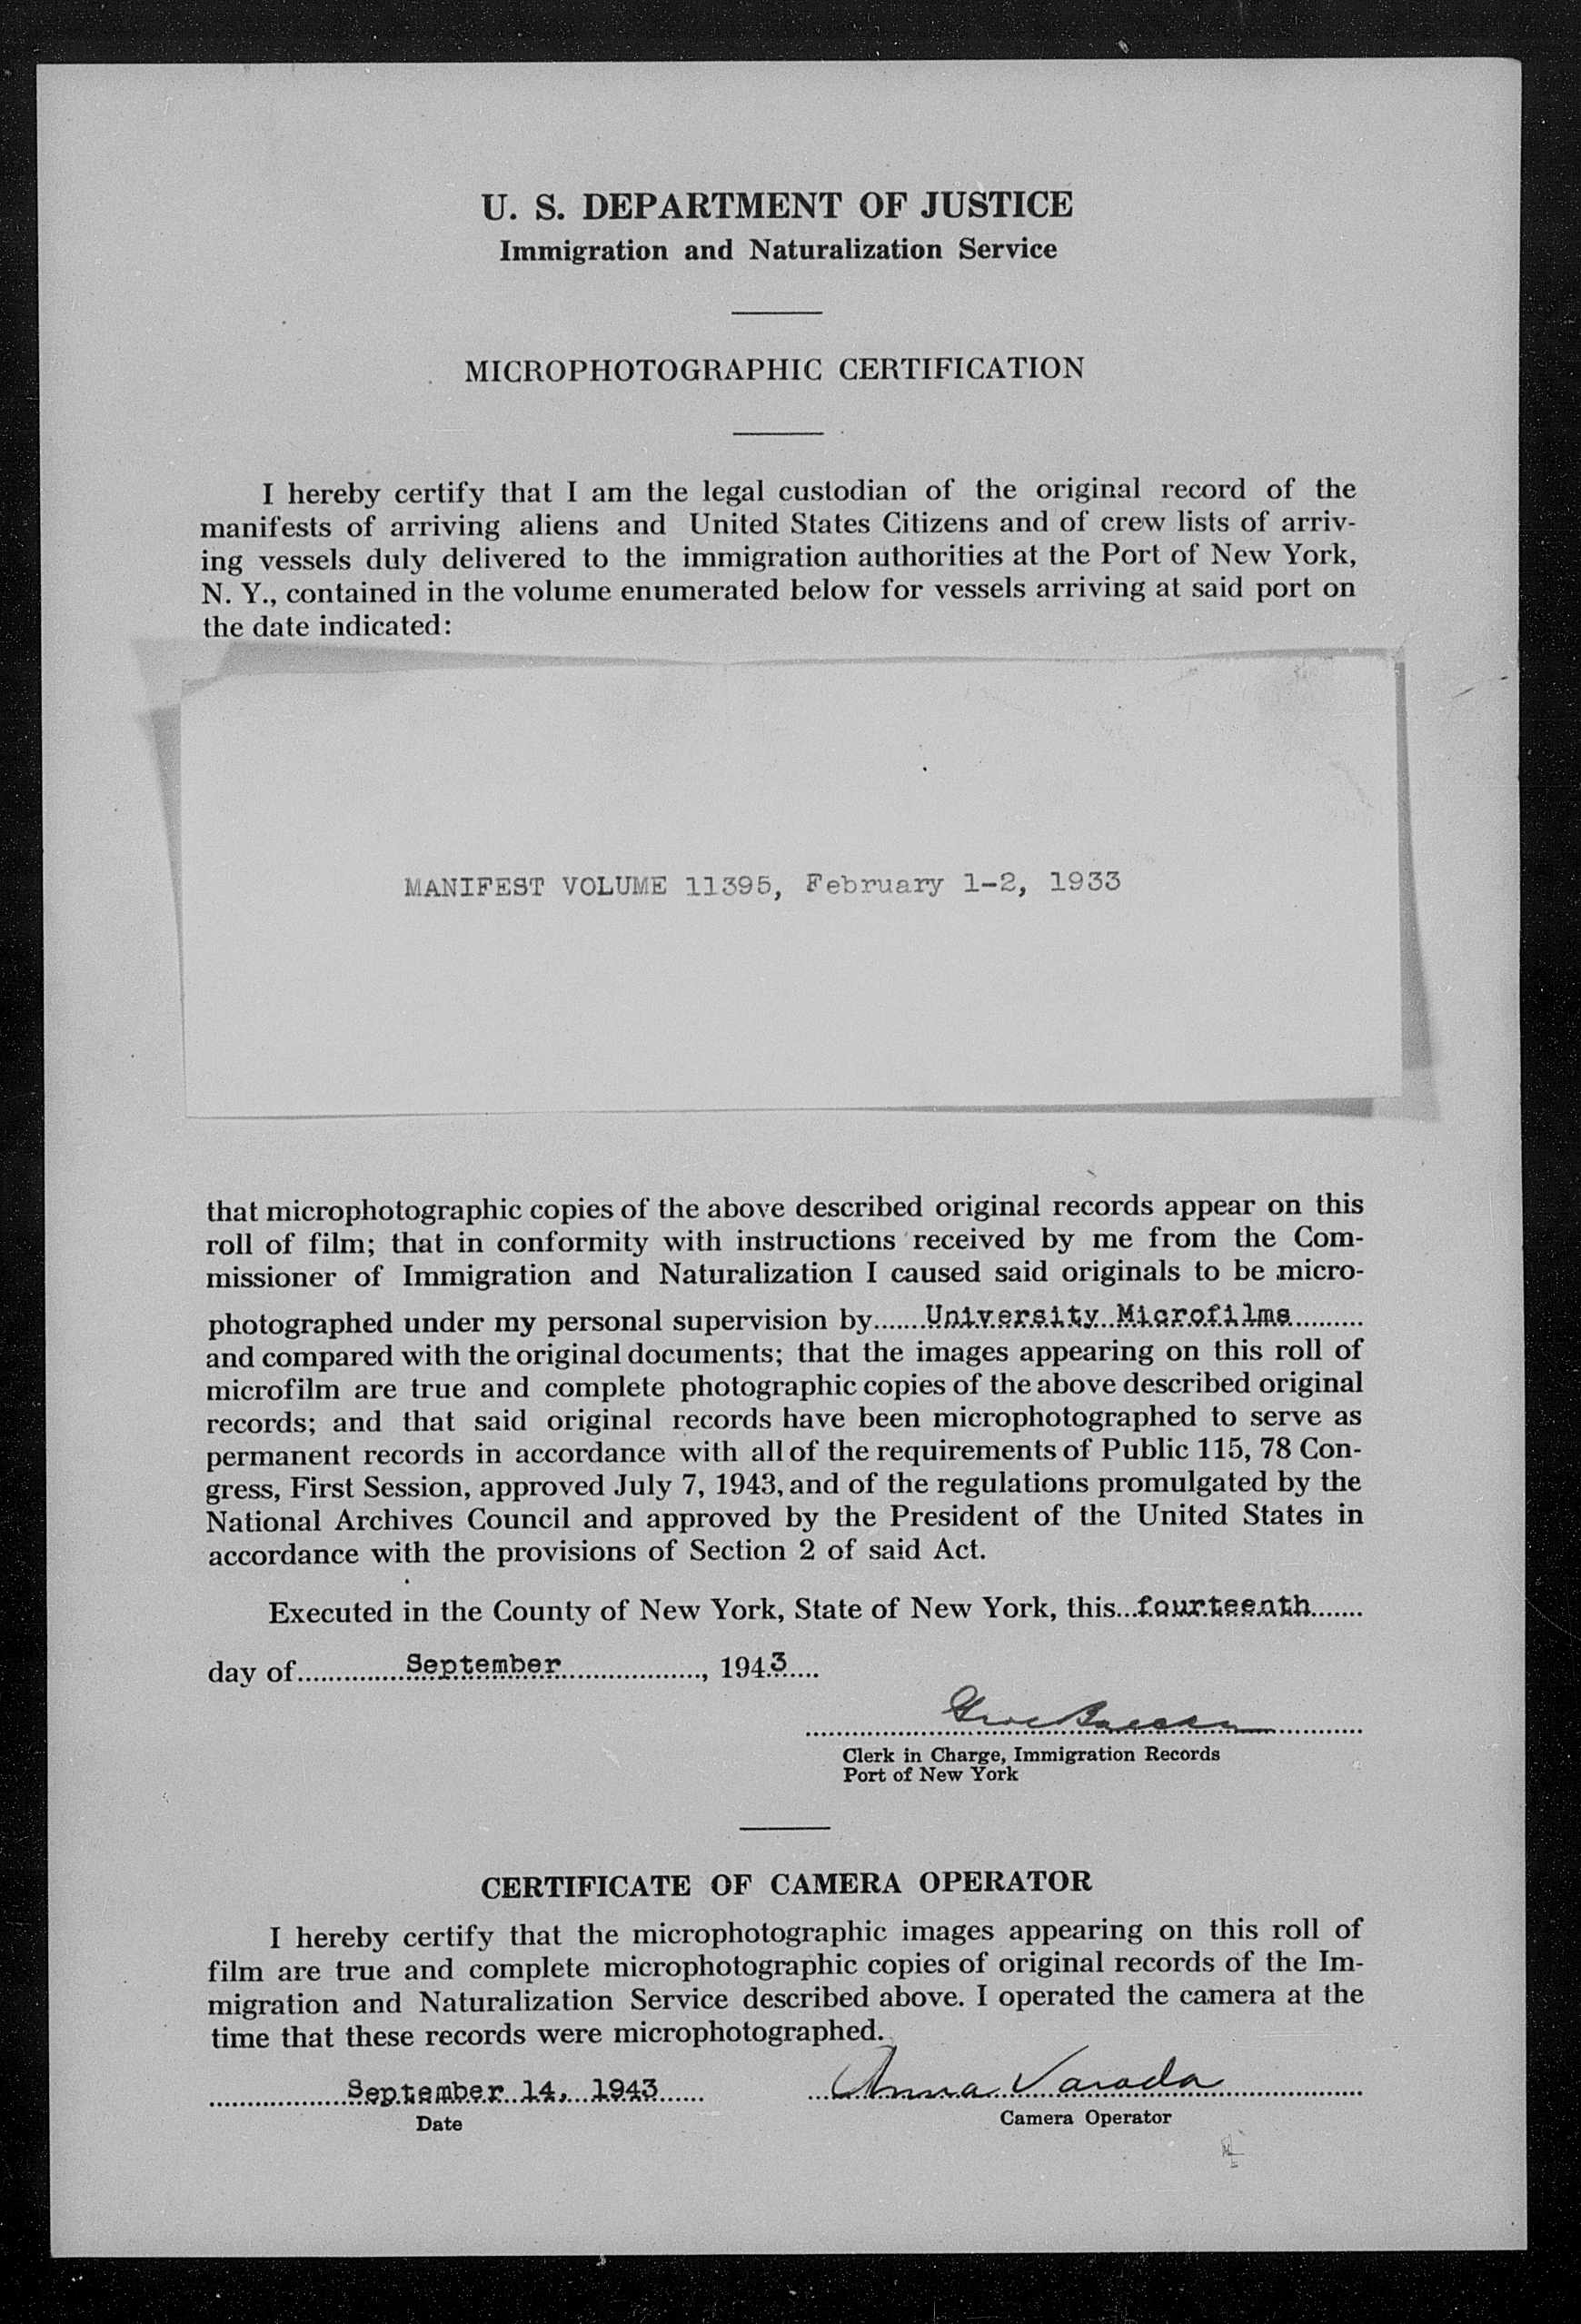 U. S. DEPARTMENT OF JUSTICE
Immigration and Naturalization Service
MICROPHOTOGRAPHIC CERTIFICATION
I hereby certify that I am the legal custodian of the original record of the
manifests of arriving aliens and United States Citizens and of crew lists of arriv-
ing vessels duly delivered to the immigration authorities at the Port of New York,
N. Y., contained in the volume enumerated below for vessels arriving at said port on
the date indicated:
MANIFEST VOLUME 11395, February 1-2, 1933
that microphotographic copies of the above described original records appear on this
roll of film; that in conformity with instructions received by me from the Com-
missioner of Immigration and Naturalization I caused said originals to be micro-
photographed under my personal supervision by.......University Microfilms..........
and compared with the original documents; that the images appearing on this roll of
microfilm are true and complete photographic copies of the above described original
records; and that said original records have been microphotographed to serve as
permanent records in accordance with all of the requirements of Public 115, 78 Con-
gress, First Session, approved July 7, 1943, and of the regulations promulgated by the
National Archives Council and approved by the President of the United States in
accordance with the provisions of Section 2 of said Act.
Executed in the County of New York, State of New York, this...fourteenth.......
day of..............September..................., 1943.....
Clerk in Charge, Immigration Records
Port of New York
CERTIFICATE OF CAMERA OPERATOR
I hereby certify that the microphotographic images appearing on this roll of
film are true and complete microphotographic copies of original records of the Im-
migration and Naturalization Service described above. I operated the camera at the
time that these records were microphotographed.
September 14, 1943 Anna Varada
Date Camera Operator